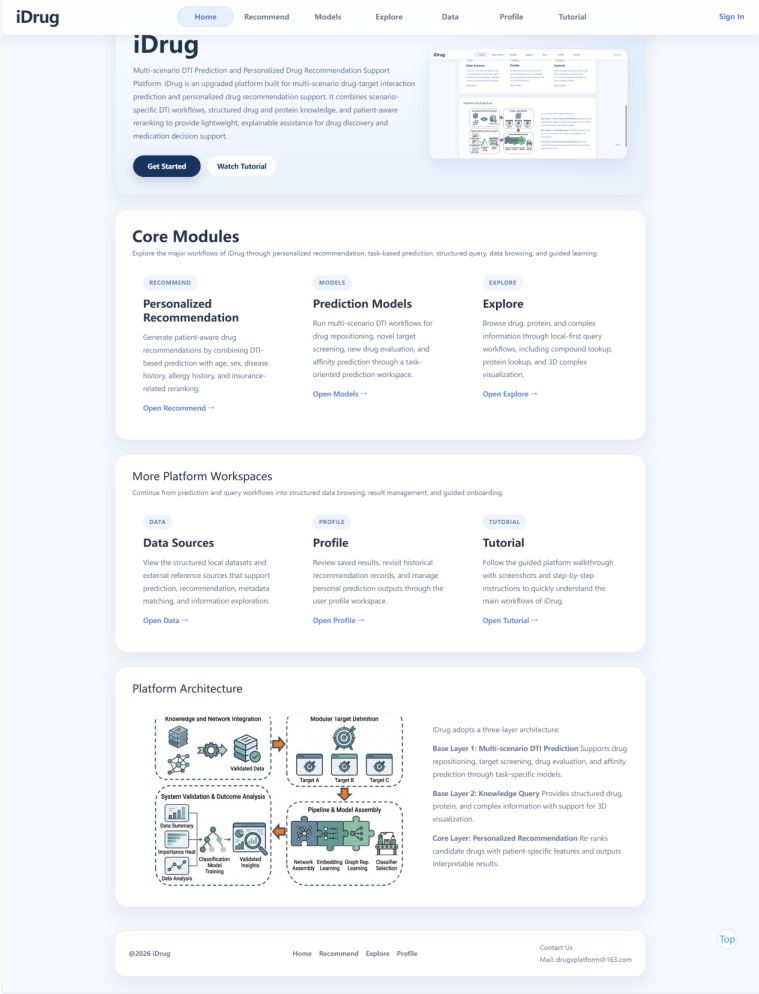 iDrug
Home Recommend Models Explore Data Profile Tutorial
Sign In
iDrug
Multi-scenario DTI Prediction and Personalized Drug Recommendation Support
Platform. iDrug is an upgraded platform built for multi-scenario drug-target interaction
prediction and personalized drug recommendation support. It combines scenario-
specific DTI workflows, structured drug and protein knowledge, and patient-aware
reranking to provide lightweight, explainable assistance for drug discovery and
medication decision support.
Get Started
Watch Tutorial
Core Modules
Explore the major workflows of iDrug through personalized recommendation, task-based prediction, structured query, data browsing, and guided learning.
RECOMMEND
Personalized
Recommendation
Generate patient-aware drug
recommendations by combining DTI-
based prediction with age, sex, disease
history, allergy history, and insurance-
related reranking.
Open Recommend →
MODELS
Prediction Models
Run multi-scenario DTI workflows for
drug repositioning, novel target
screening, new drug evaluation, and
affinity prediction through a task-
oriented prediction workspace.
Open Models →
EXPLORE
Explore
Browse drug, protein, and complex
information through local-first query
workflows, including compound lookup,
protein lookup, and 3D complex
visualization.
Open Explore →
More Platform Workspaces
Continue from prediction and query workflows into structured data browsing, result management, and guided onboarding.
DATA
Data Sources
View the structured local datasets and
external reference sources that support
prediction, recommendation, metadata
matching, and information exploration.
Open Data →
PROFILE
Profile
Review saved results, revisit historical
recommendation records, and manage
personal prediction outputs through the
user profile workspace.
Open Profile →
TUTORIAL
Tutorial
Follow the guided platform walkthrough
with screenshots and step-by-step
instructions to quickly understand the
main workflows of iDrug.
Open Tutorial →
Platform Architecture
Knowledge and Network Integration
Validated Data
Modular Target Definition
Target A Target B Target C
System Validation & Outcome Analysis
Data Summary
Importance Heat
Data Analysis
Classification
Model
Training
Validated
Insights
Pipeline & Model Assembly
Network
Assembly
Embedding
Learning
Graph Rep.
Learning
Classifier
Selection
iDrug adopts a three-layer architecture:
Base Layer 1: Multi-scenario DTI Prediction Supports drug
repositioning, target screening, drug evaluation, and affinity
prediction through task-specific models.
Base Layer 2: Knowledge Query Provides structured drug,
protein, and complex information with support for 3D
visualization.
Core Layer: Personalized Recommendation Re-ranks
candidate drugs with patient-specific features and outputs
interpretable results.
Top
@2026 iDrug
Home Recommend Explore Profile
Contact Us
Mail: drugxplatform@163.com